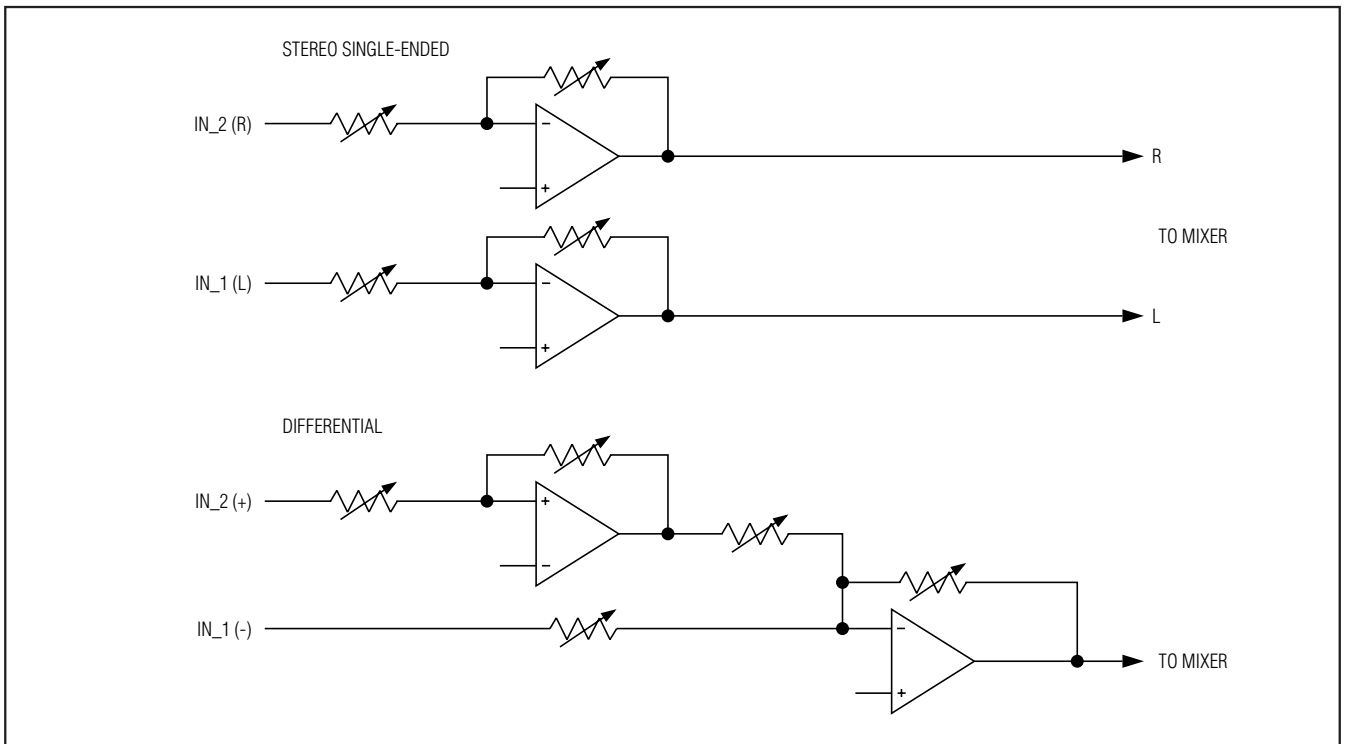 STEREO SINGLE-ENDED
IN_2 (R)
−
+
R
TO MIXER
IN_1 (L)
−
+
L
DIFFERENTIAL
IN_2 (+)
+
−
IN_1 (-)
−
+
TO MIXER